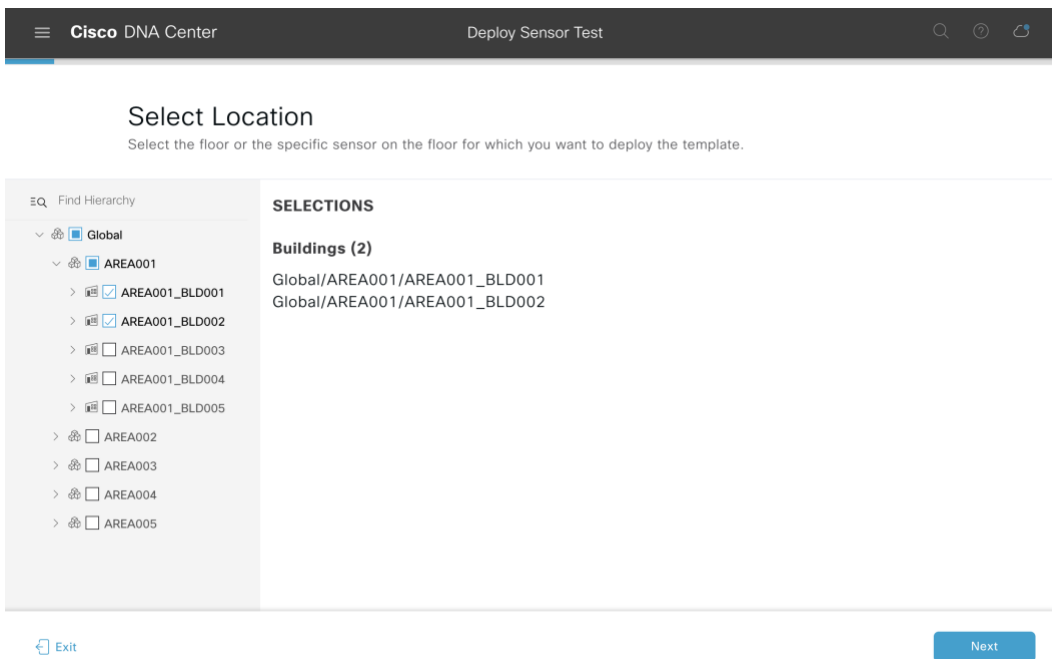 Cisco DNA Center
Deploy Sensor Test
Select Location
Select the floor or the specific sensor on the floor for which you want to deploy the template.
Find Hierarchy
Global
AREA001
AREA001_BLD001
AREA001_BLD002
AREA001_BLD003
AREA001_BLD004
AREA001_BLD005
AREA002
AREA003
AREA004
AREA005
SELECTIONS
Buildings (2)
Global/AREA001/AREA001_BLD001
Global/AREA001/AREA001_BLD002
Exit
Next